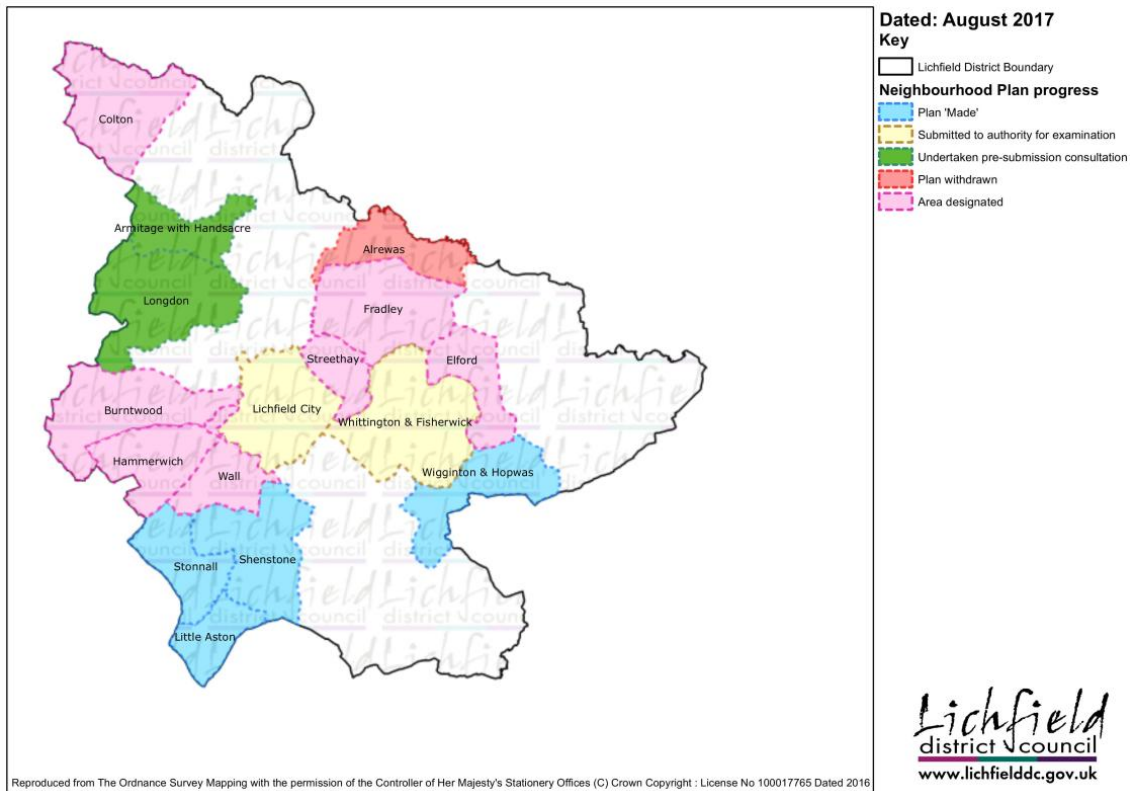 Dated: August 2017
Key
Lichfield District Boundary
Neighbourhood Plan progress
Plan 'Made'
Submitted to authority for examination
Undertaken pre-submission consultation
Plan withdrawn
Area designated
Colton
Armitage with Handsacre
Alrewas
Longdon
Fradley
Streethay
Elford
Burntwood
Lichfield City
Whittington & Fisherwick
Hammerwich
Wall
Wigginton & Hopwas
Stonnall
Shenstone
Little Aston
Lichfield
district council
www.lichfielddc.gov.uk
Reproduced from The Ordnance Survey Mapping with the permission of the Controller of Her Majesty's Stationery Offices (C) Crown Copyright : License No 100017765 Dated 2016